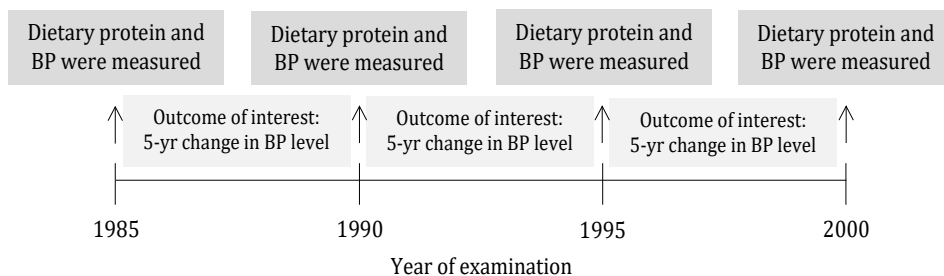 Dietary protein and
BP were measured
Dietary protein and
BP were measured
Dietary protein and
BP were measured
Dietary protein and
BP were measured
Outcome of interest:
5-yr change in BP level
Outcome of interest:
5-yr change in BP level
Outcome of interest:
5-yr change in BP level
1985 1990 1995 2000
Year of examination